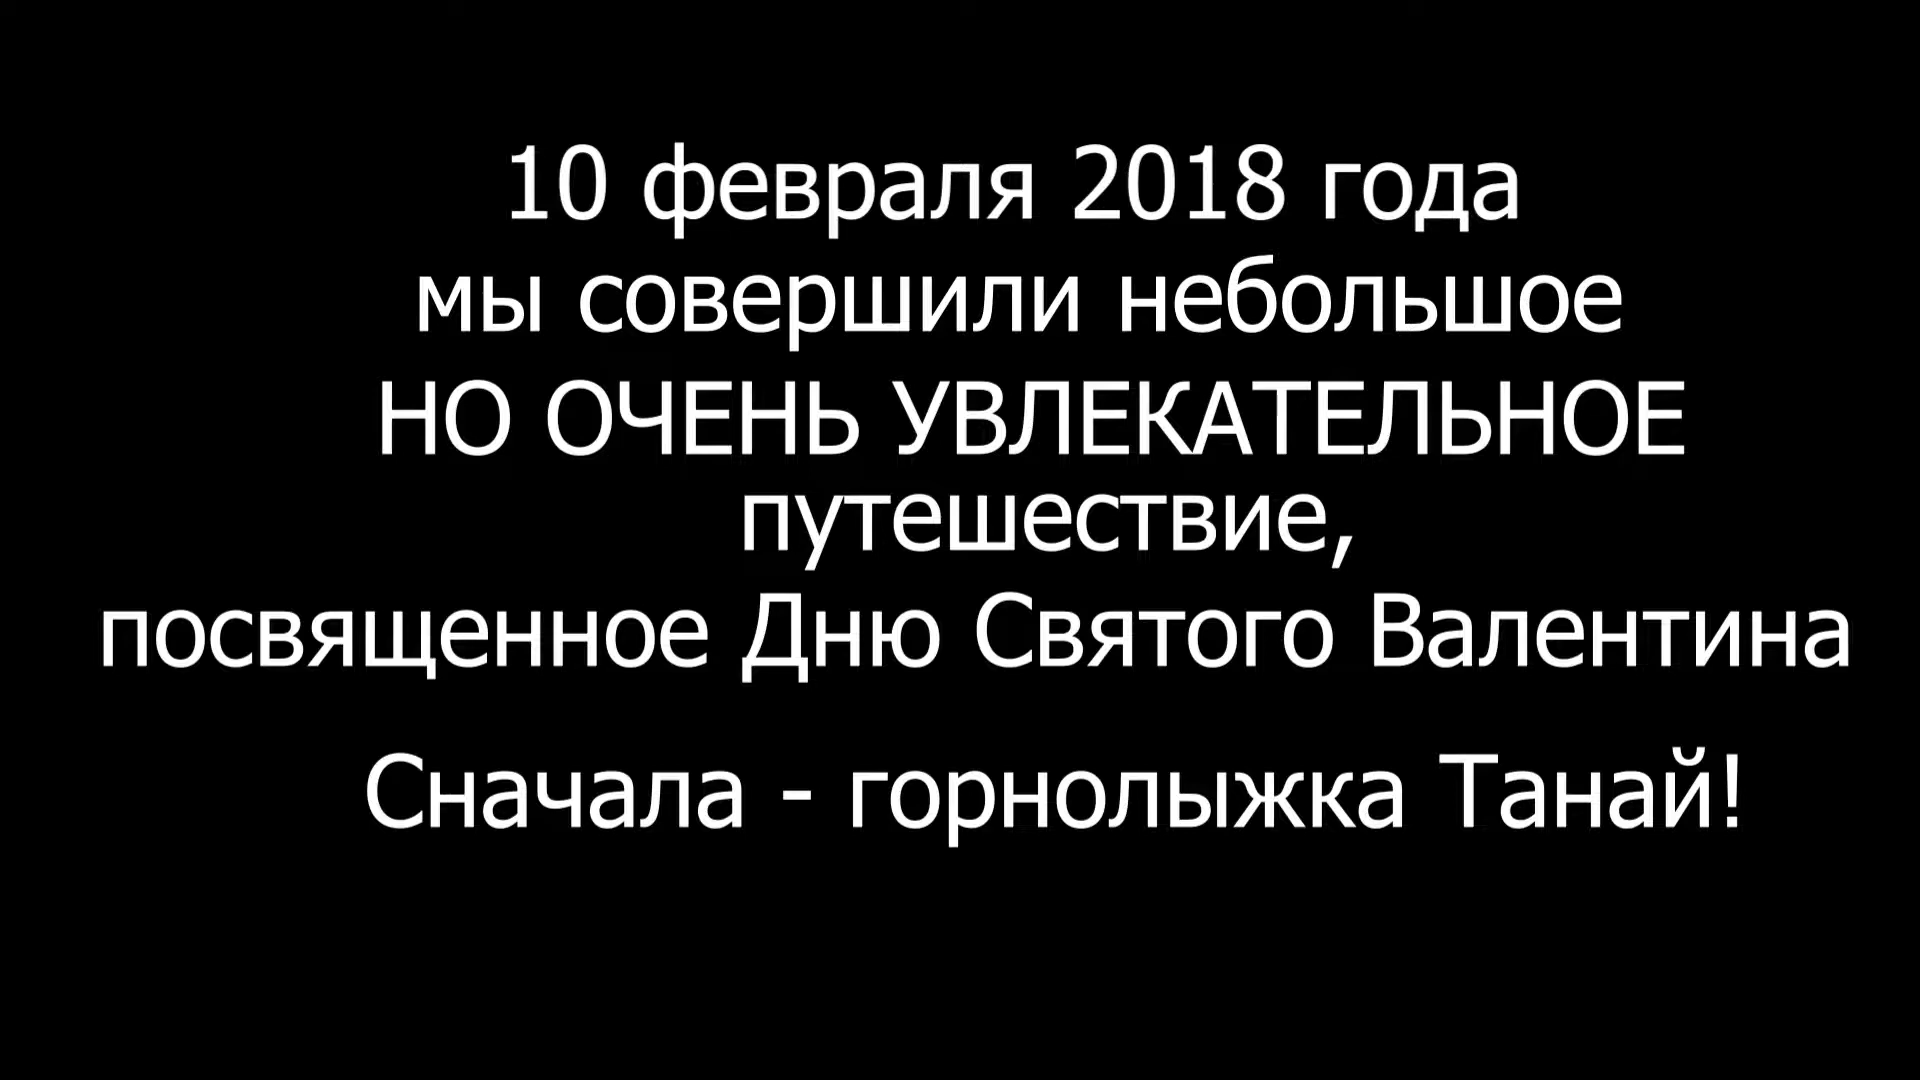 10 февраля 2018 года
мы совершили небольшое
НО ОЧЕНЬ УВЛЕКАТЕЛЬНОЕ
путешествие,
посвященное Дню Святого Валентина
Сначала - горнолыжка Танай!